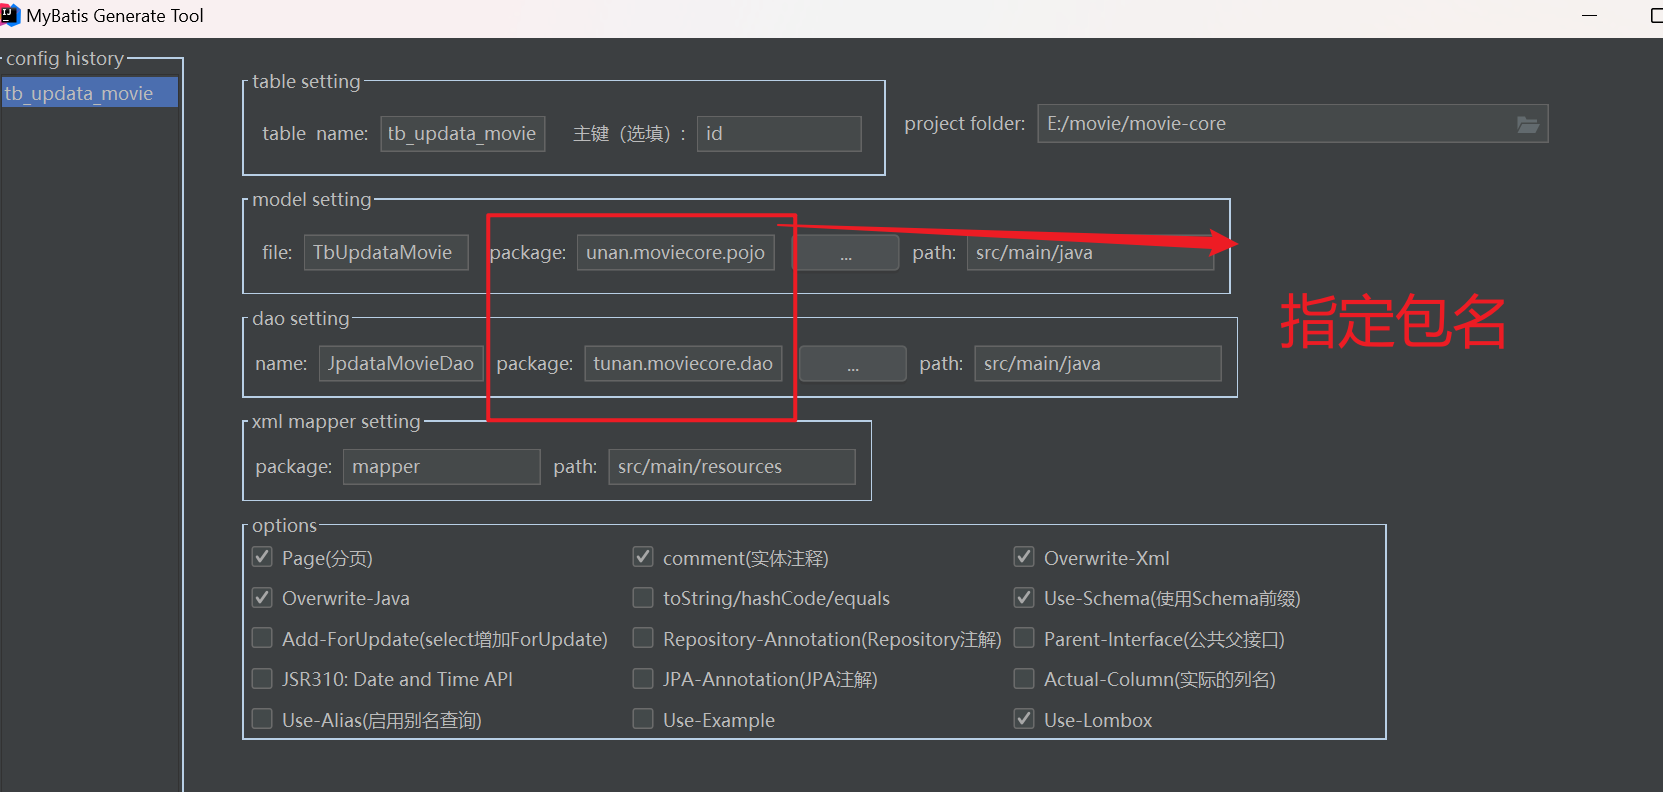 MyBatis Generate Tool
config history
tb_updata_movie
table setting
table name: tb_updata_movie 主键（选填）: id
project folder: E:/movie/movie-core
model setting
file: TbUpdataMovie package: unan.moviecore.pojo ... path: src/main/java
指定包名
dao setting
name: JpdataMovieDao package: tunan.moviecore.dao ... path: src/main/java
xml mapper setting
package: mapper path: src/main/resources
options
Page(分页) comment(实体注释) Overwrite-Xml
Overwrite-Java toString/hashCode/equals Use-Schema(使用Schema前缀)
Add-ForUpdate(select增加ForUpdate) Repository-Annotation(Repository注解) Parent-Interface(公共父接口)
JSR310: Date and Time API JPA-Annotation(JPA注解) Actual-Column(实际的列名)
Use-Alias(启用别名查询) Use-Example Use-Lombox